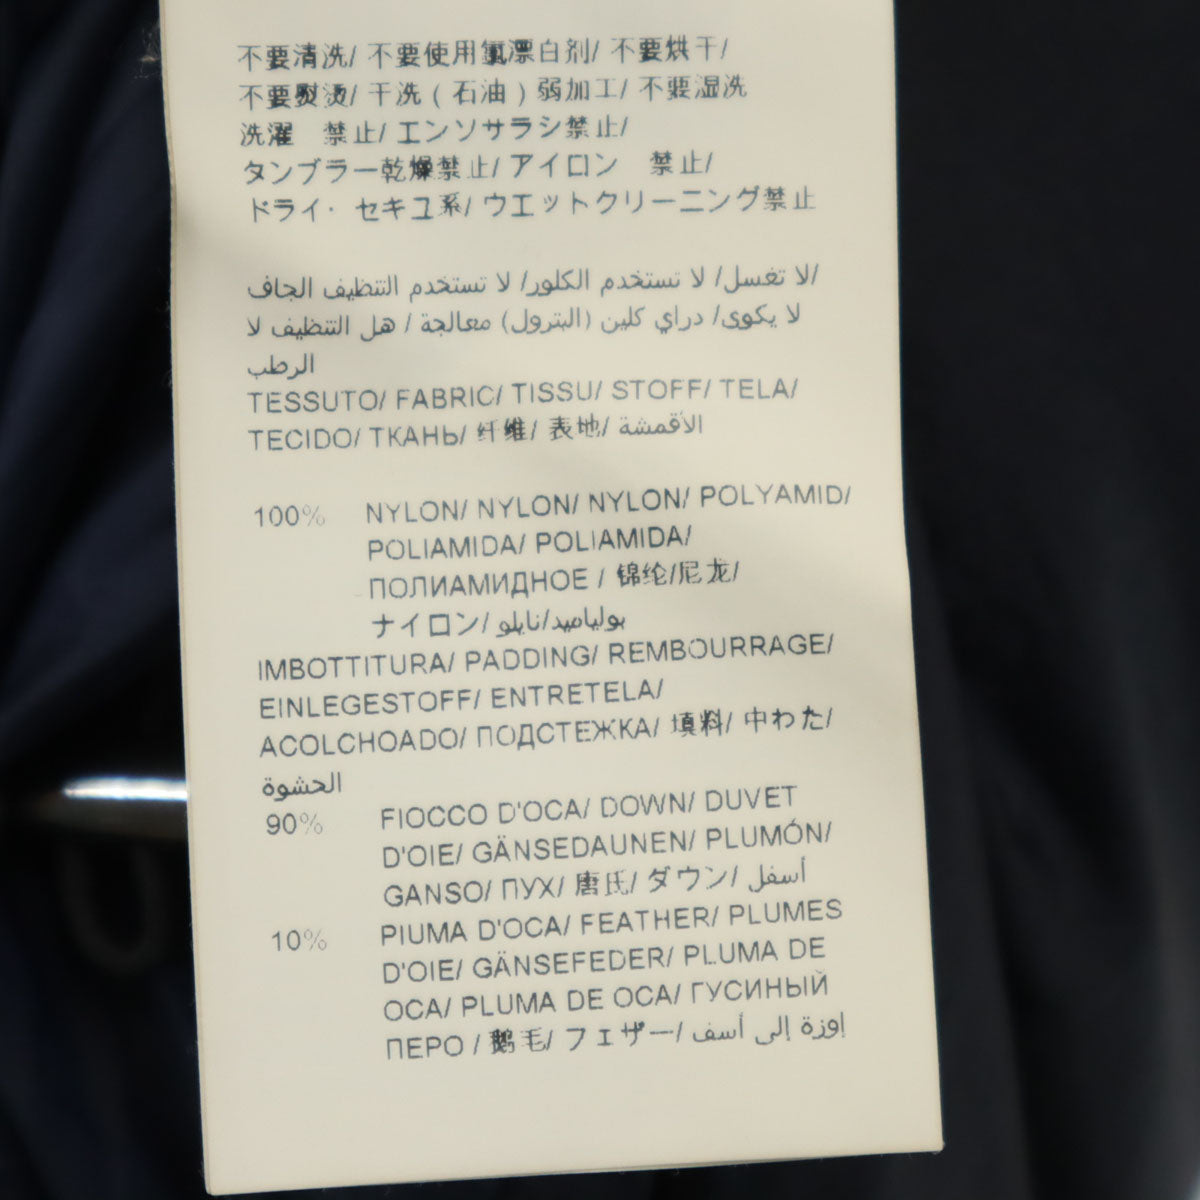 不要清洗/ 不要使用氯漂白剂/ 不要烘干/
不要熨烫/ 干洗 ( 石油 ) 弱加工/ 不要湿洗
洗濯　禁止/ エンソサラシ禁止/
タンブラー乾燥禁止/ アイロン　禁止/
ドライ・セキユ系/ ウエットクリーニング禁止
لا تغسل/ لا تستخدم الكلور/ لا تستخدم التنظيف الجاف/
لا يكوى/ دراي كلين (البترول) معالجة / هل التنظيف لا
الرطب
TESSUTO/ FABRIC/ TISSU/ STOFF/ TELA/
TECIDO/ ТКАНЬ/ 纤维/ 表地/ الأقمشة
100% NYLON/ NYLON/ NYLON/ POLYAMID/
POLIAMIDA/ POLIAMIDA/
ПОЛИАМИДНОЕ / 锦纶/尼龙/
ナイロン/ بولياميد/نايلو
IMBOTTITURA/ PADDING/ REMBOURRAGE/
EINLEGESTOFF/ ENTRETELA/
ACOLCHOADO/ ПОДСТЕЖКА/ 填料/ 中わた/
الحشوة
90% FIOCCO D'OCA/ DOWN/ DUVET
D'OIE/ GÄNSEDAUNEN/ PLUMÓN/
GANSO/ ПУХ/ 唐氏/ ダウン/ أسفل
10% PIUMA D'OCA/ FEATHER/ PLUMES
D'OIE/ GÄNSEFEDER/ PLUMA DE
OCA/ PLUMA DE OCA/ ГУСИНЫЙ
ПЕРО / 鹅毛/ フェザー/ إوزة إلى أسف